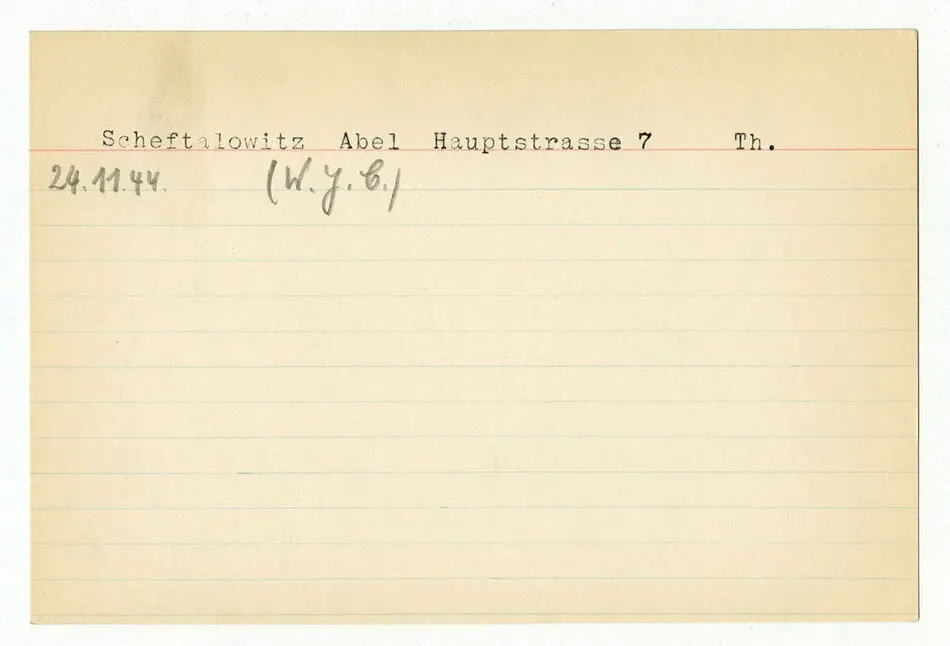 Scheftalowitz Abel Hauptstrasse 7 Th.
24.11.44. (W.J.C.)